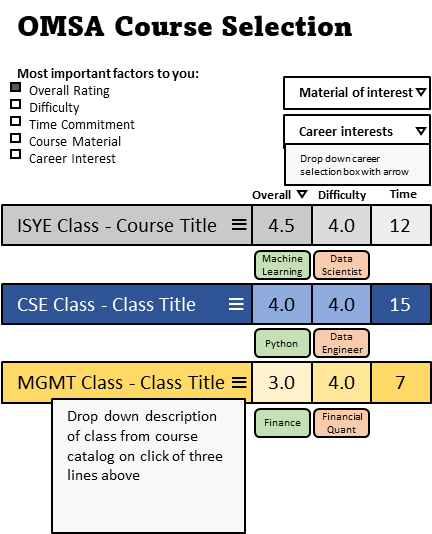 OMSA Course Selection
Most important factors to you:
Overall Rating
Difficulty
Time Commitment
Course Material
Career Interest
Material of interest
Career interests
Drop down career
selection box with arrow
Overall Difficulty Time
ISYE Class - Course Title 4.5 4.0 12
Machine
Learning
Data
Scientist
CSE Class - Class Title 4.0 4.0 15
Python
Data
Engineer
MGMT Class - Class Title 3.0 4.0 7
Drop down description
of class from course
catalog on click of three
lines above
Finance
Financial
Quant